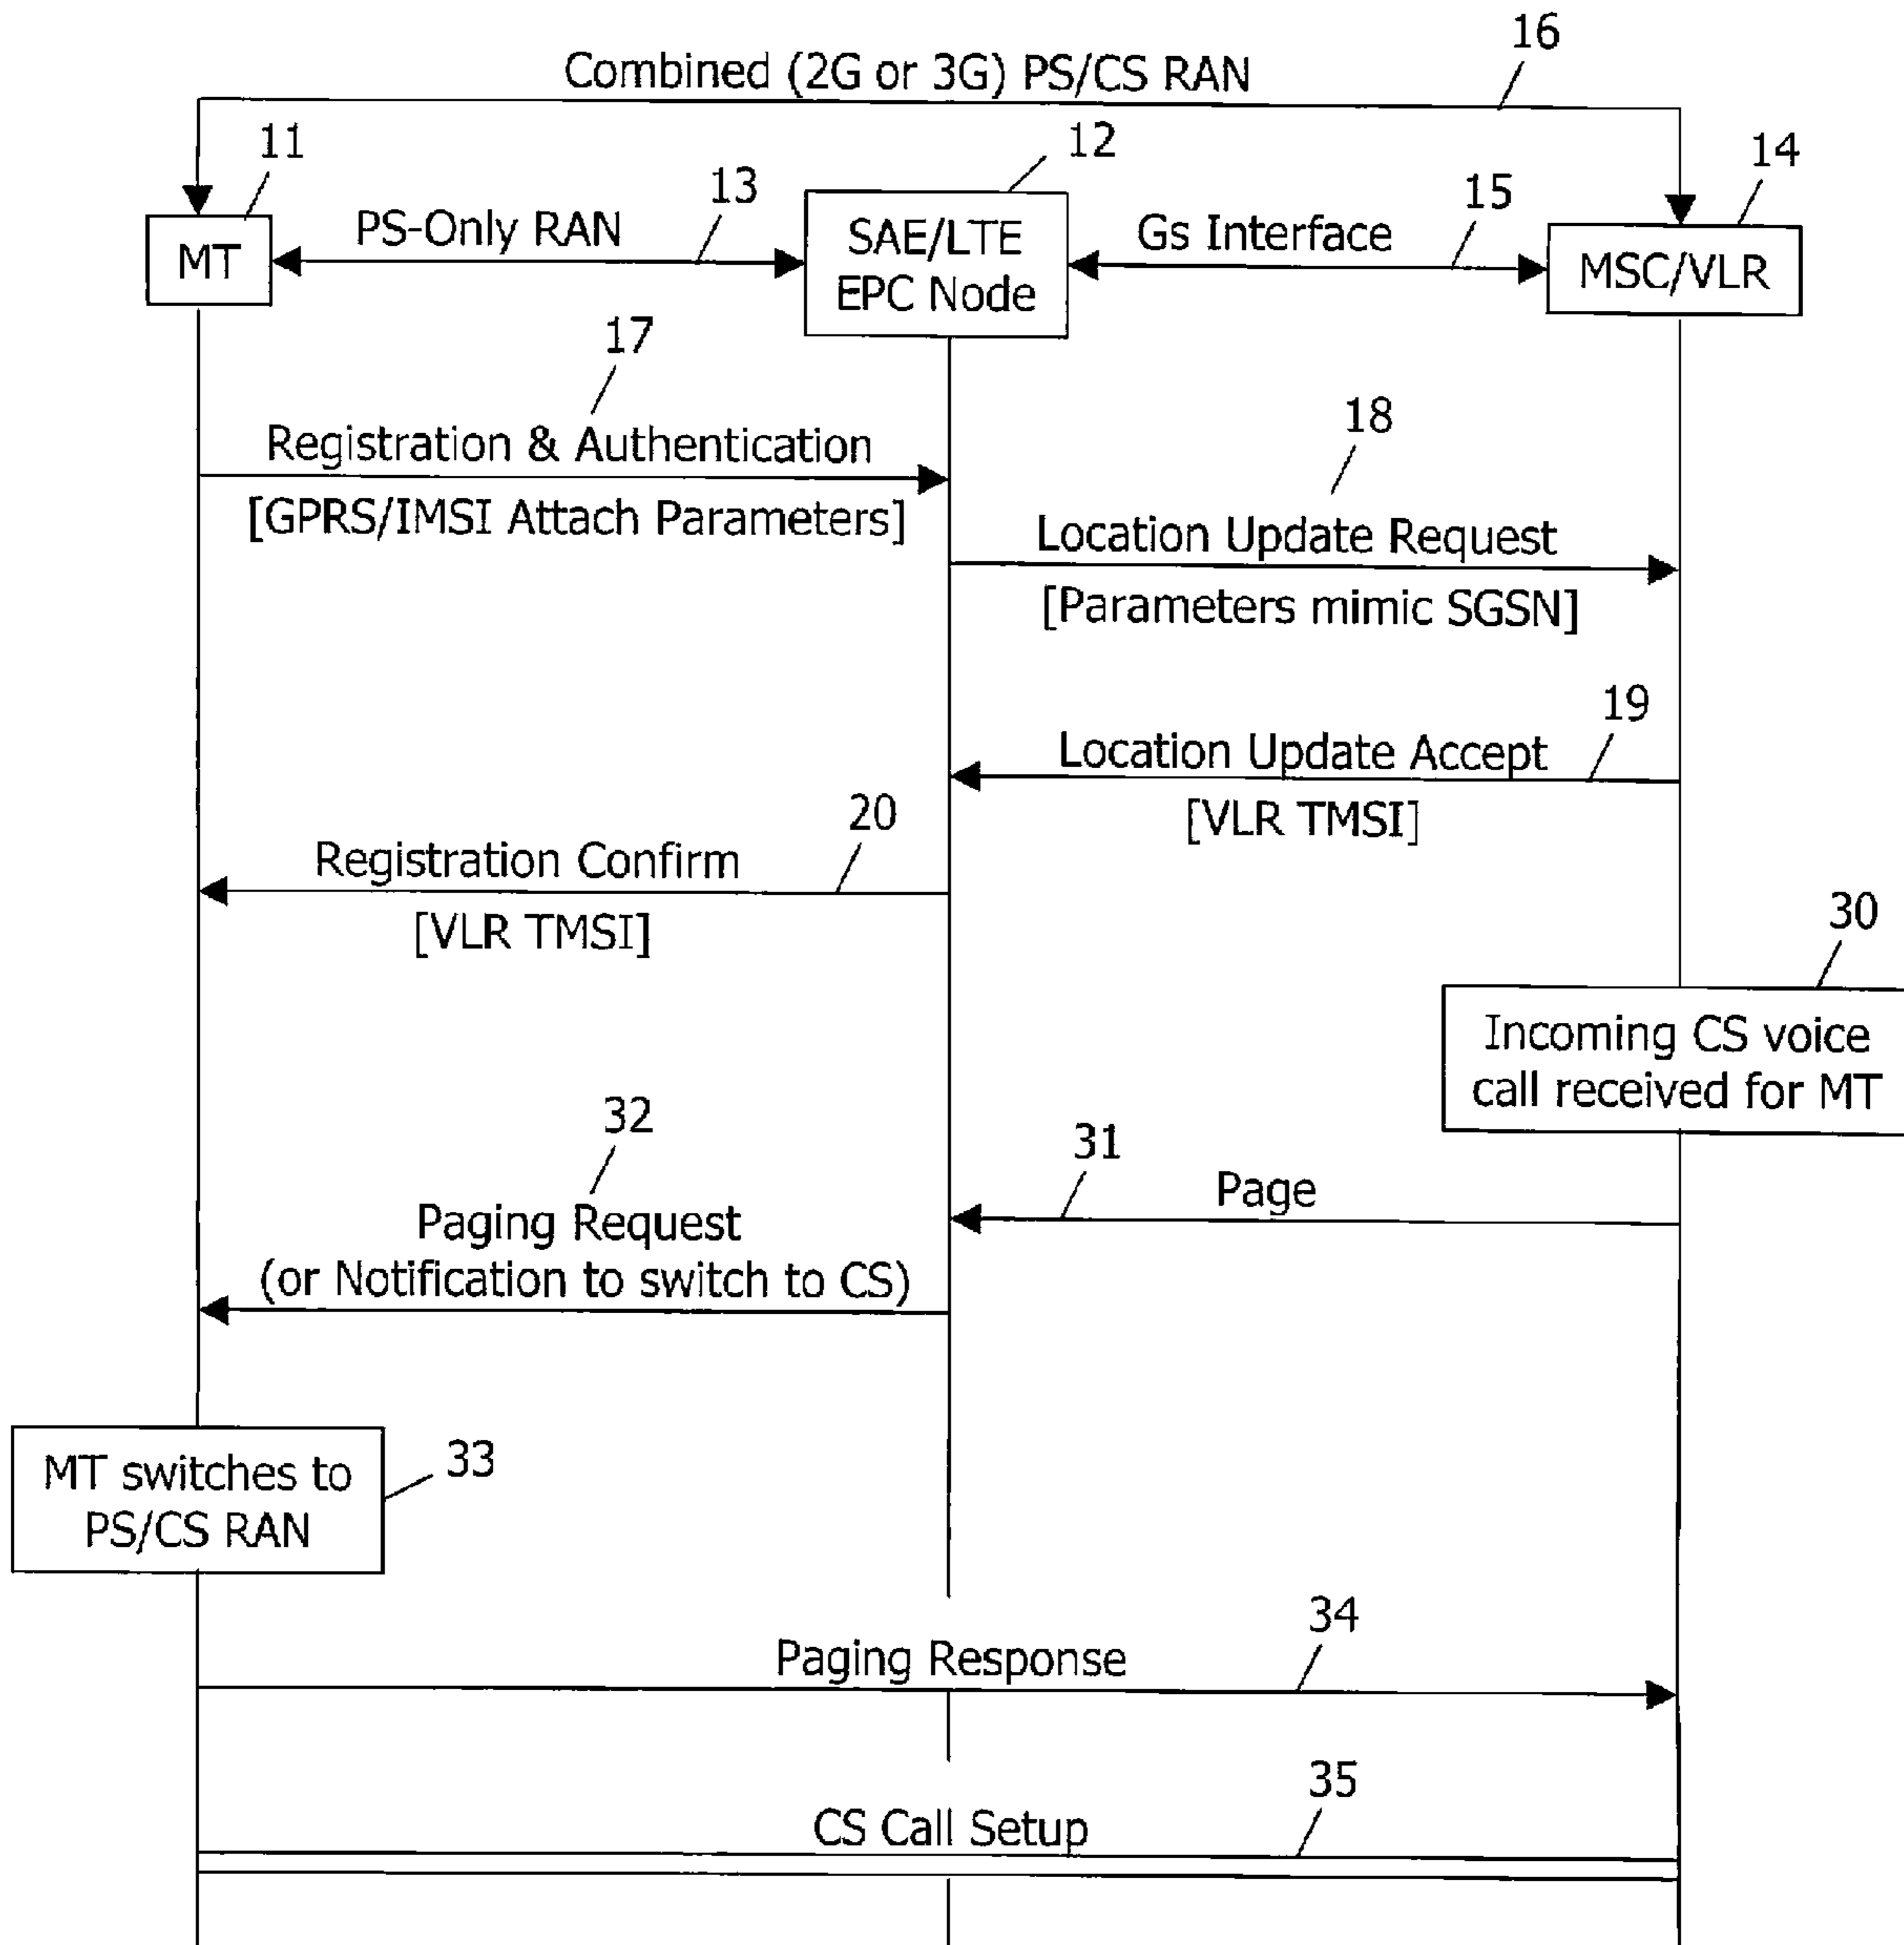 16
Combined (2G or 3G) PS/CS RAN
11
12
13
14
15
MT
PS-Only RAN
SAE/LTE
EPC Node
Gs Interface
MSC/VLR
17
Registration & Authentication
[GPRS/IMSI Attach Parameters]
18
Location Update Request
[Parameters mimic SGSN]
19
Location Update Accept
[VLR TMSI]
20
Registration Confirm
[VLR TMSI]
30
Incoming CS voice
call received for MT
31
Page
32
Paging Request
(or Notification to switch to CS)
MT switches to
PS/CS RAN
33
34
Paging Response
35
CS Call Setup